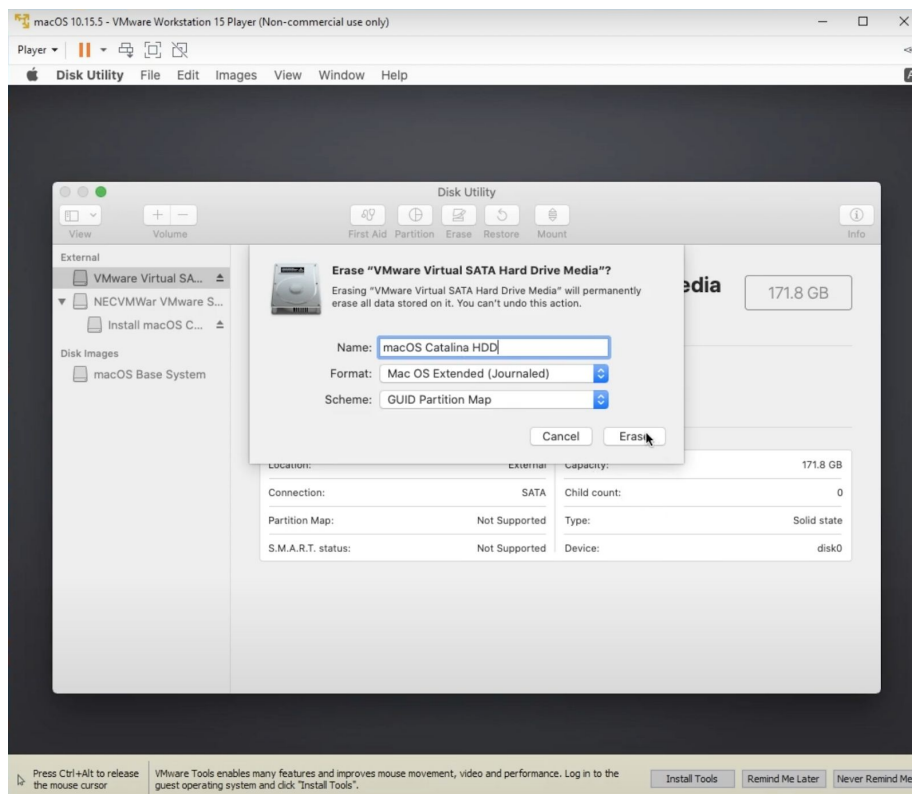 macOS 10.15.5 - VMware Workstation 15 Player (Non-commercial use only)
Player
Disk Utility File Edit Images View Window Help
Disk Utility
View Volume First Aid Partition Erase Restore Mount Info
External
VMware Virtual SA...
NECVMWar VMware S...
Install macOS C...
Disk Images
macOS Base System
Erase “VMware Virtual SATA Hard Drive Media”?
Erasing “VMware Virtual SATA Hard Drive Media” will permanently
erase all data stored on it. You can’t undo this action.
Name: macOS Catalina HDD
Format: Mac OS Extended (Journaled)
Scheme: GUID Partition Map
Cancel Erase
edia
171.8 GB
Location: External Capacity: 171.8 GB
Connection: SATA Child count: 0
Partition Map: Not Supported Type: Solid state
S.M.A.R.T. status: Not Supported Device: disk0
Press Ctrl+Alt to release
the mouse cursor
VMware Tools enables many features and improves mouse movement, video and performance. Log in to the
guest operating system and click "Install Tools".
Install Tools Remind Me Later Never Remind Me